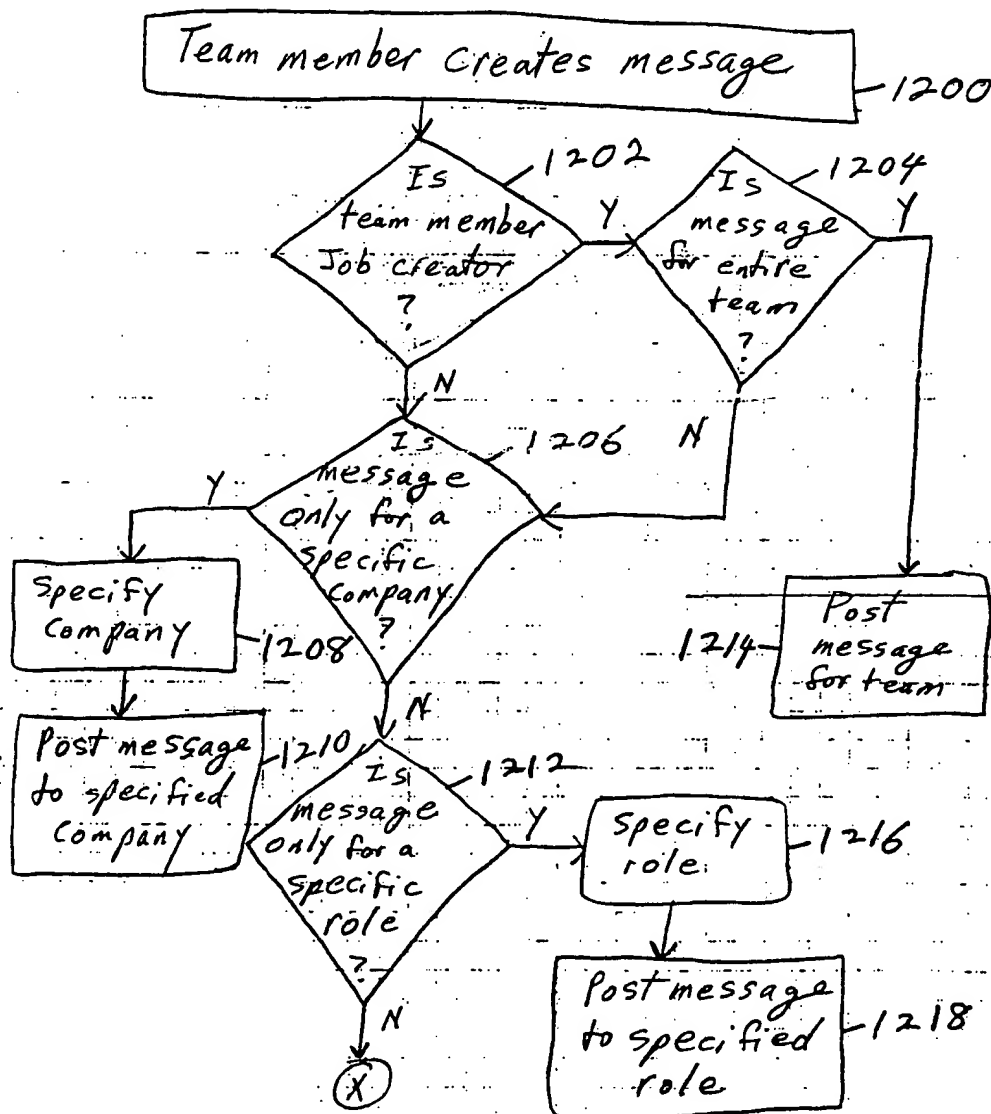 Team member creates message
1200
Is
team member
Job creator
?
1202
Y
Is
message
for entire
team
?
1204
Y
N
N
Is
message
only for a
specific
company
?
1206
Y
Specify
company
1208
Post message
to specified
company
1210
Post
message
for team
1214
N
Is
message
only for a
specific
role
?
1212
Y
Specify
role
1216
Post message
to specified
role
1218
N
X